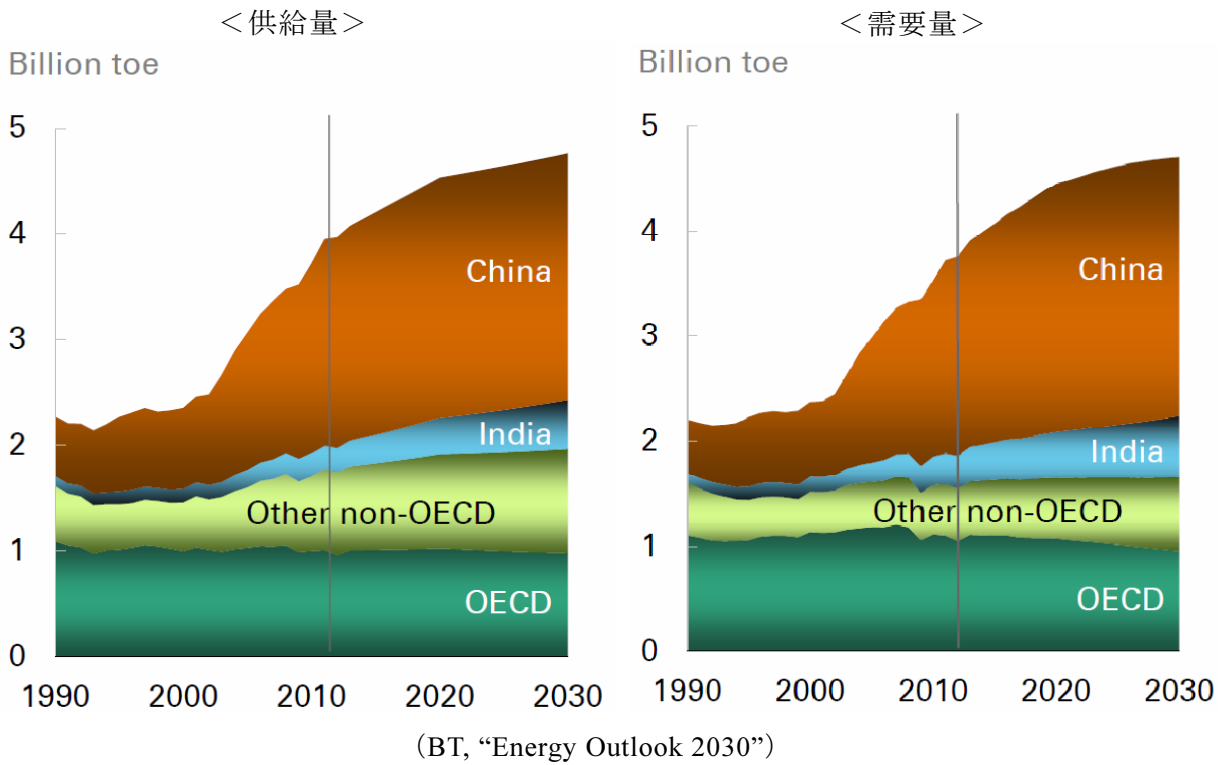 <供給量>
Billion toe
5
4
3
2
1
0
China
India
Other non-OECD
OECD
1990 2000 2010 2020 2030
<需要量>
Billion toe
5
4
3
2
1
0
China
India
Other non-OECD
OECD
1990 2000 2010 2020 2030
(BT, “Energy Outlook 2030”)